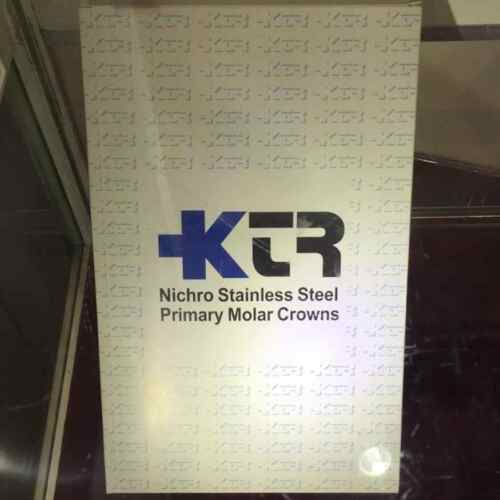 KTR
Nichro Stainless Steel
Primary Molar Crowns